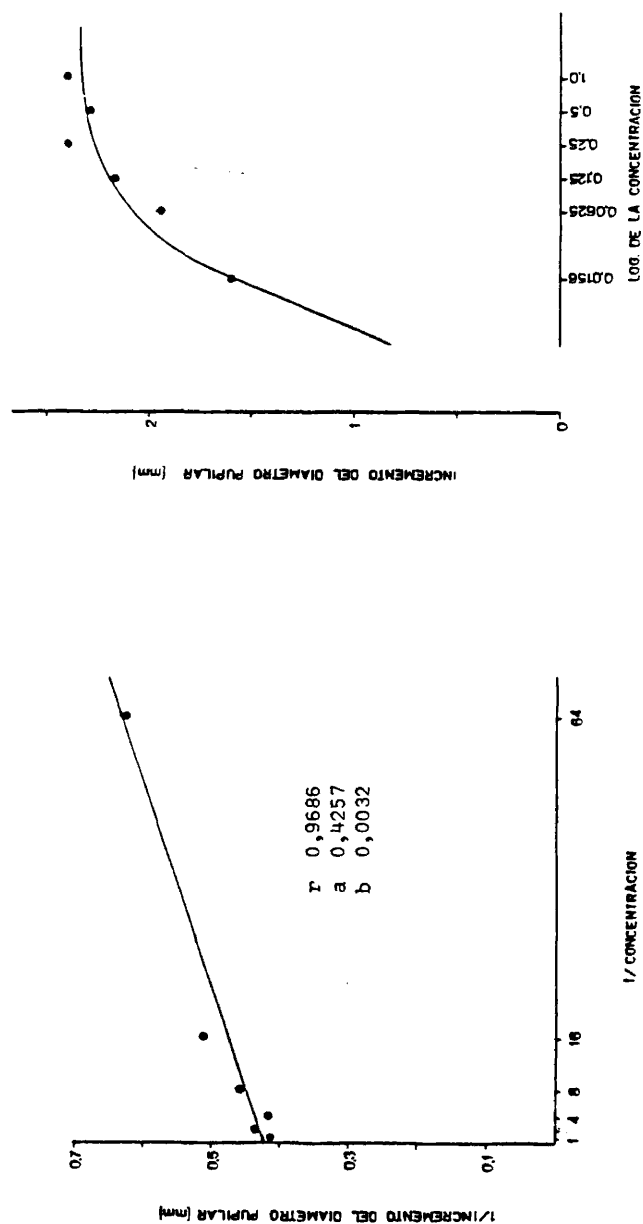 1/INCREMENTO DEL DIAMETRO PUPILAR (mm)
0,7
0,5
0,3
0,1
r 0,9686
a 0,4257
b 0,0032
1 4 8 16 64
1/CONCENTRACION
INCREMENTO DEL DIAMETRO PUPILAR (mm)
2
1
0
0,0156 0,0625 0,125 0,25 0,5 1,0
LOG. DE LA CONCENTRACION